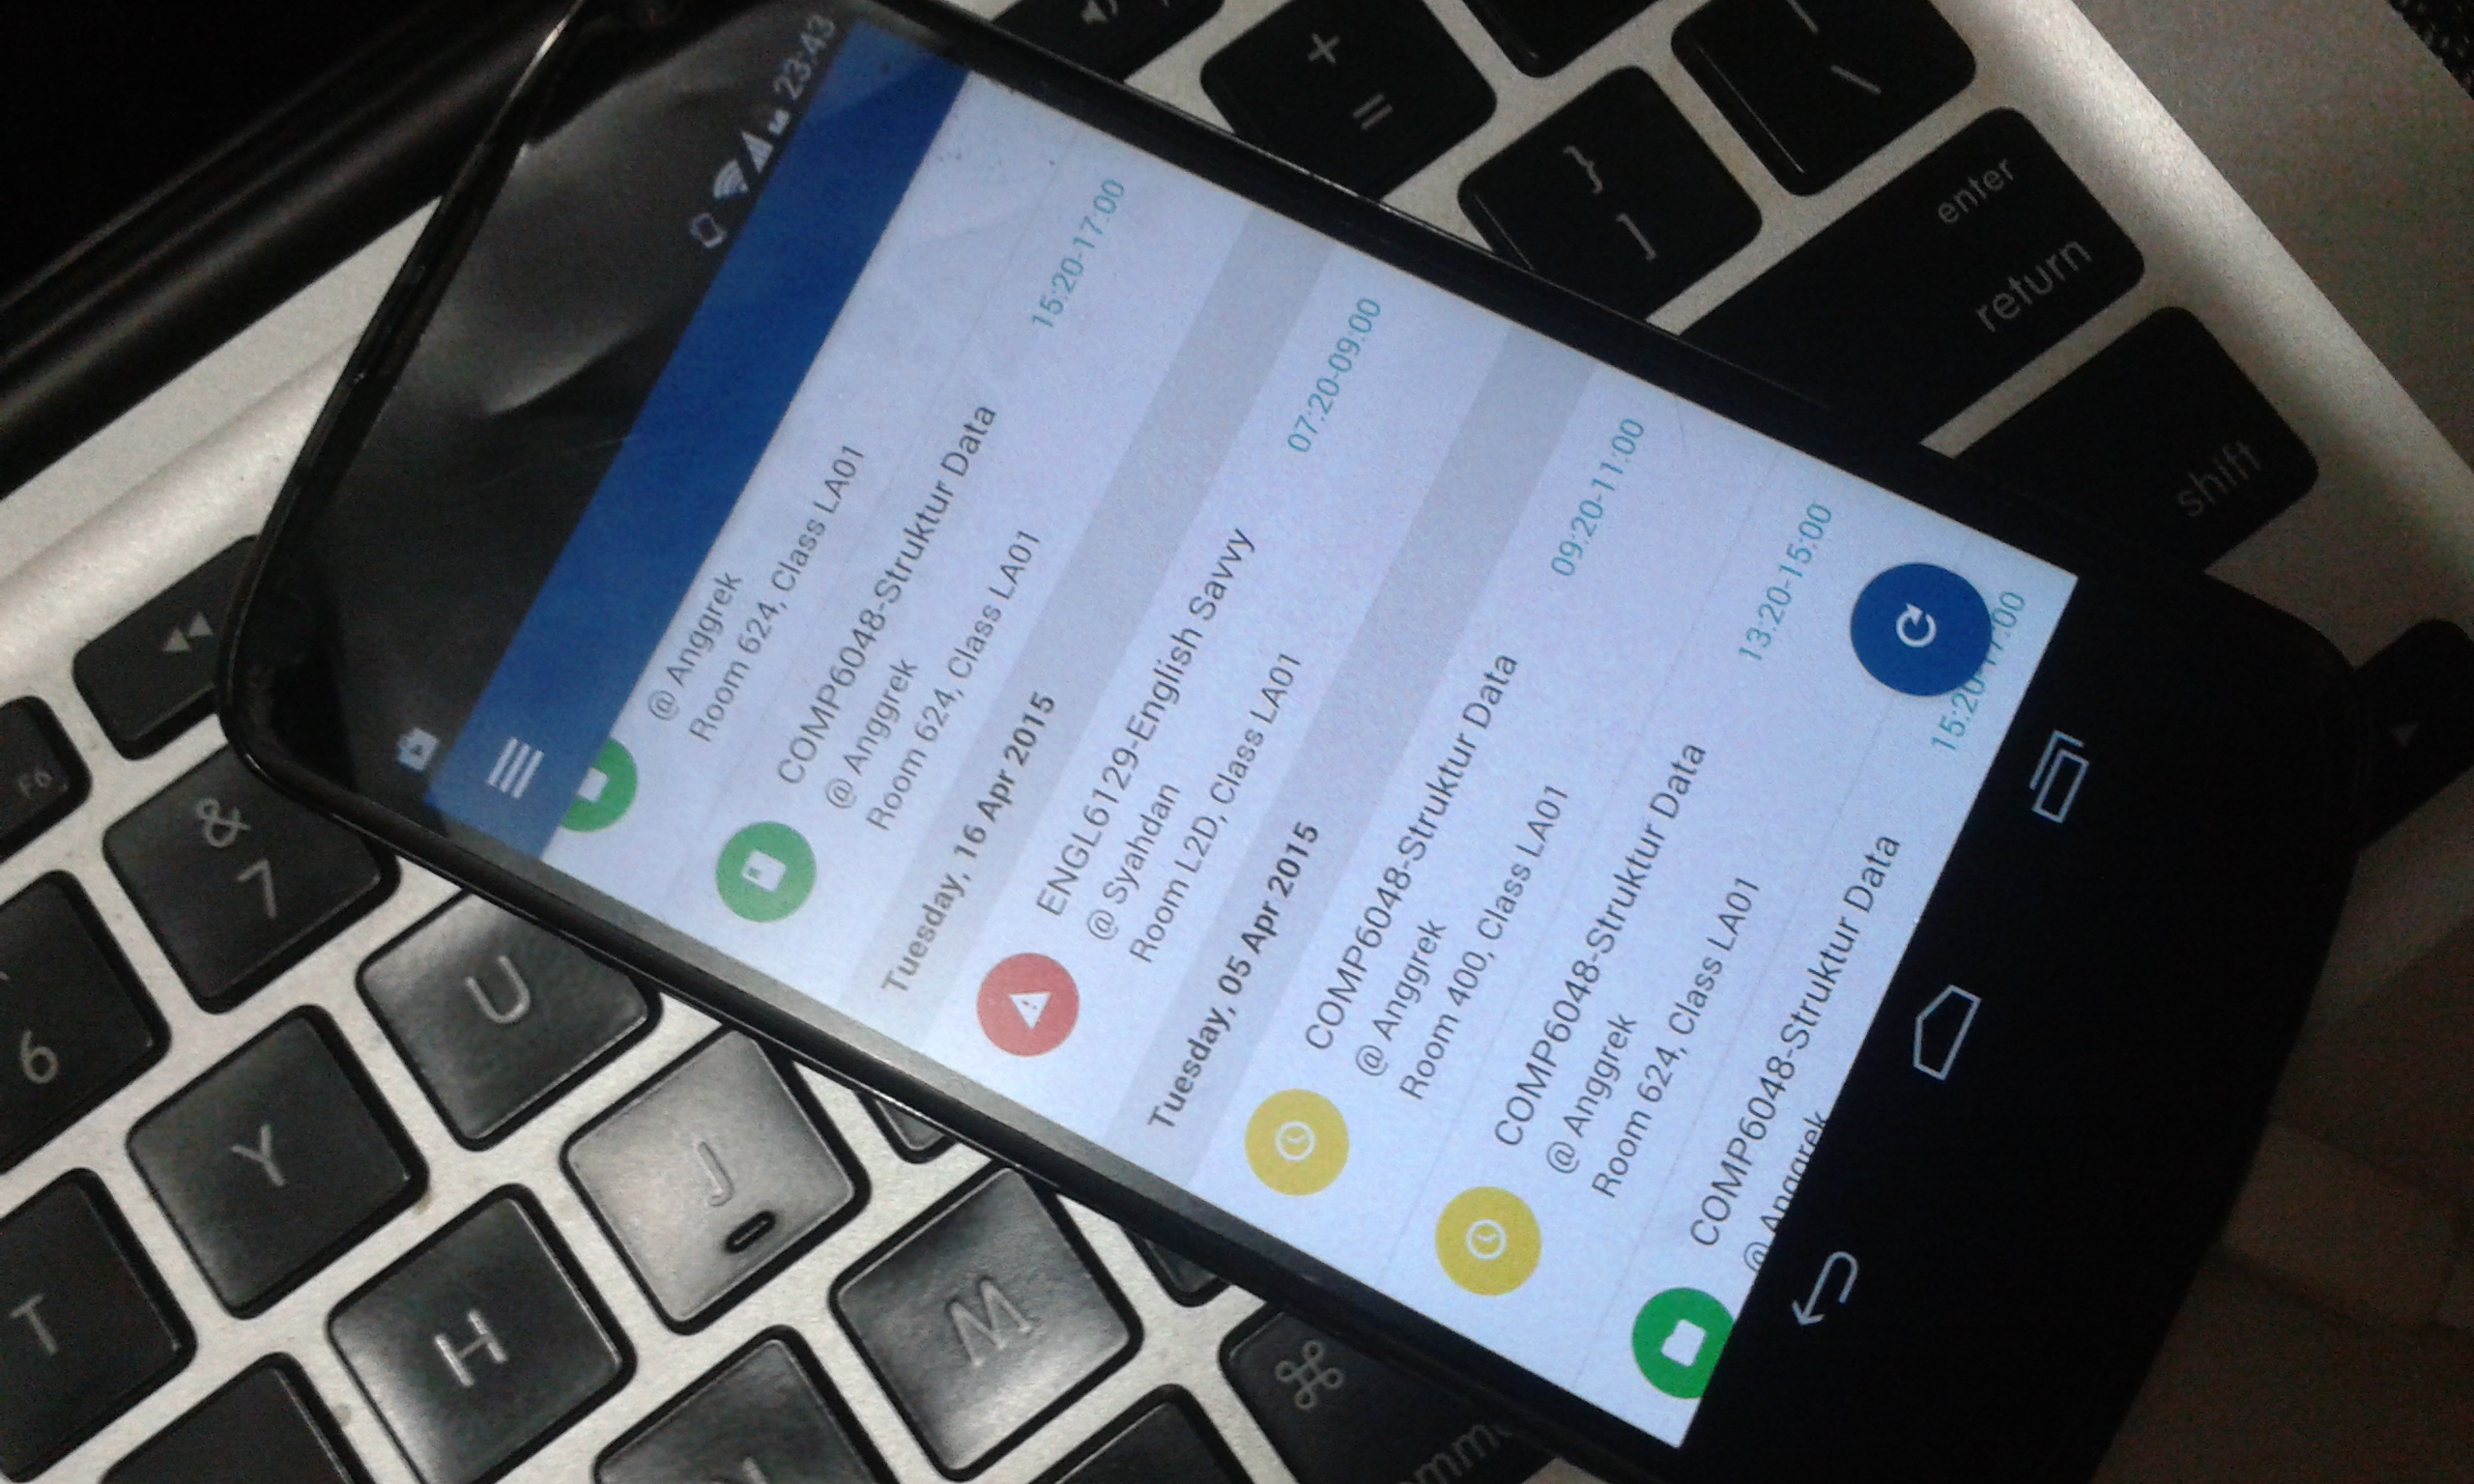 23:43
@ Anggrek
Room 624, Class LA01
COMP6048-Struktur Data
15:20-17:00
@ Anggrek
Room 624, Class LA01
Tuesday, 16 Apr 2015
ENGL6129-English Savvy
07:20-09:00
@ Syahdan
Room L2D, Class LA01
Tuesday, 05 Apr 2015
COMP6048-Struktur Data
09:20-11:00
@ Anggrek
Room 400, Class LA01
COMP6048-Struktur Data
13:20-15:00
@ Anggrek
Room 624, Class LA01
COMP6048-Struktur Data
15:20-17:00
@ Anggrek
+
=
}
]
|
\
enter
return
shift
F6
&
7
6
Y
U
T
H
J
M
⌘